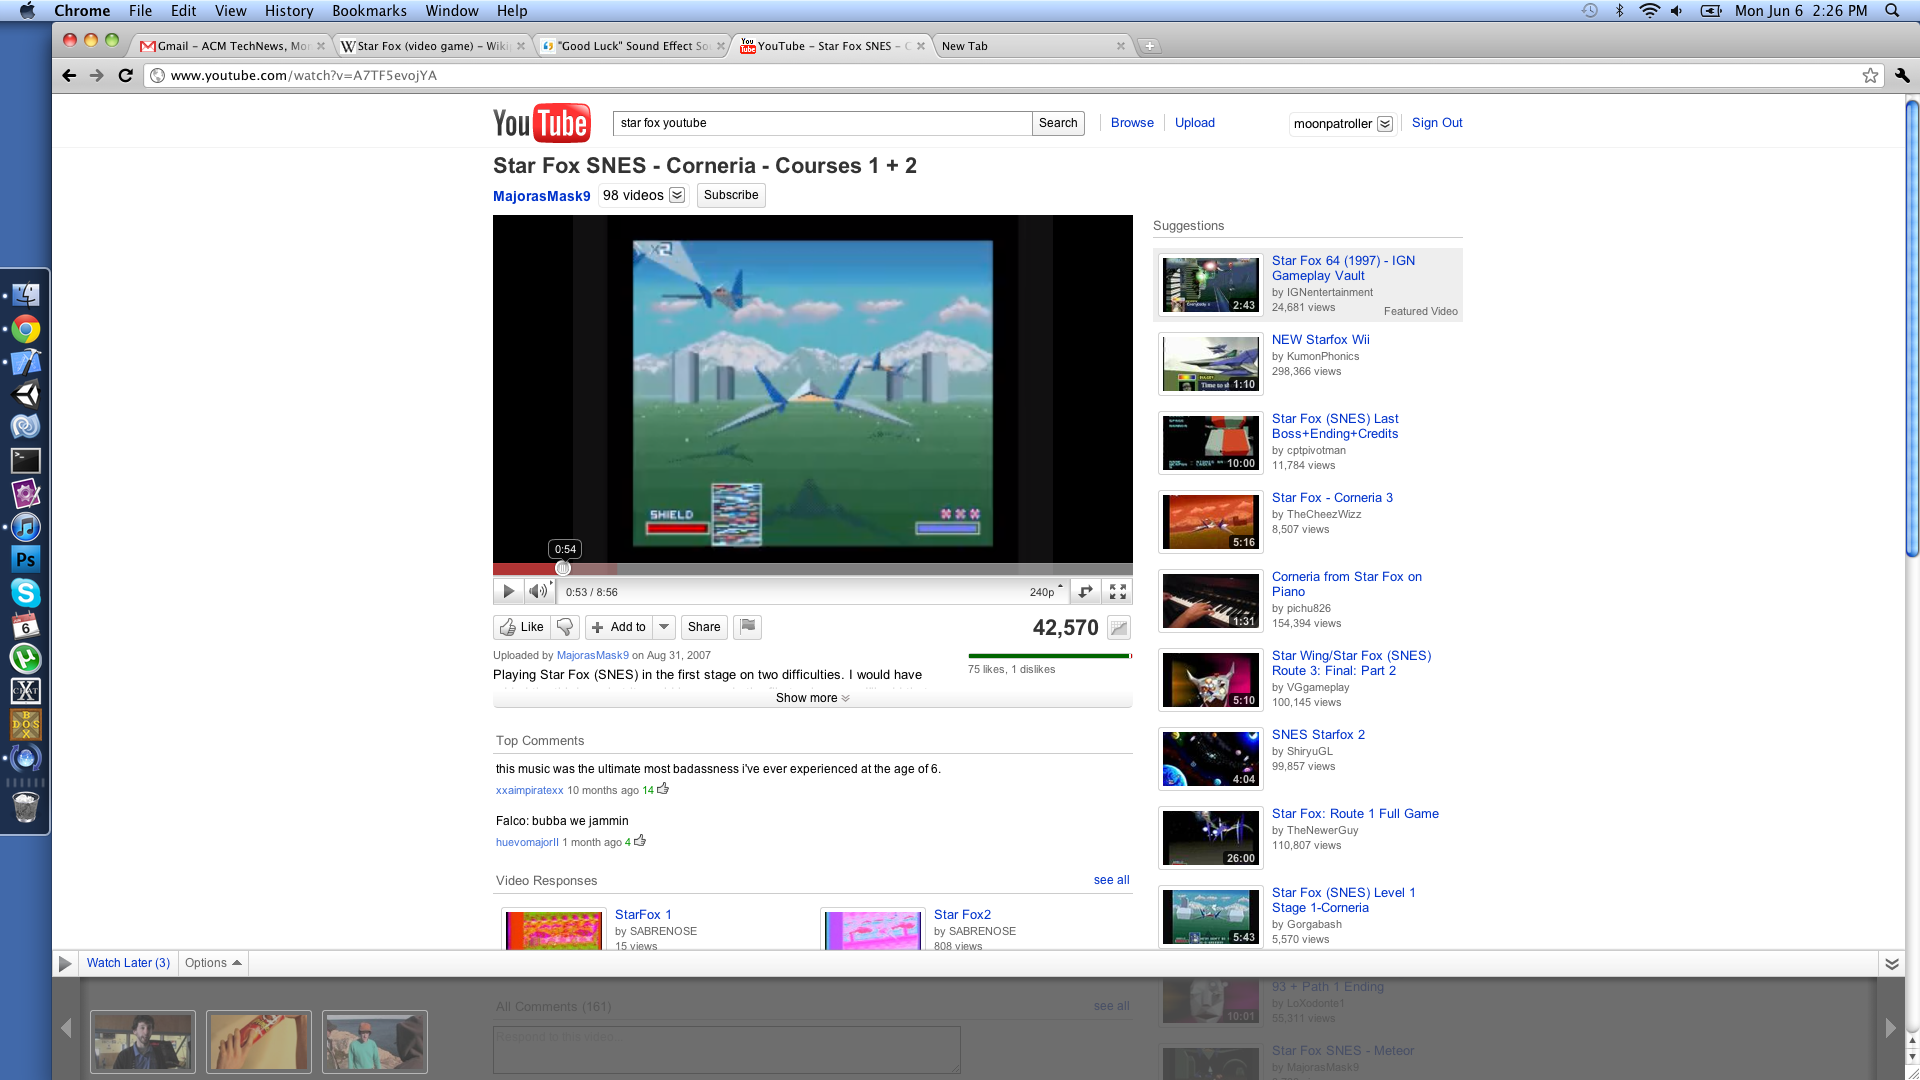 Chrome File Edit View History Bookmarks Window Help
Mon Jun 6 2:26 PM
Gmail – ACM TechNews, Mo
Star Fox (video game) – Wiki
"Good Luck" Sound Effect So
YouTube – Star Fox SNES – C
New Tab
www.youtube.com/watch?v=A7TF5evojYA
YouTube
star fox youtube
Search
Browse
Upload
moonpatroller
Sign Out
Star Fox SNES - Corneria - Courses 1 + 2
MajorasMask9 98 videos Subscribe
x2
SHIELD
0:54
0:53 / 8:56
240p
Like
Add to
Share
42,570
Uploaded by MajorasMask9 on Aug 31, 2007
75 likes, 1 dislikes
Playing Star Fox (SNES) in the first stage on two difficulties. I would have
Show more
Top Comments
this music was the ultimate most badassness i've ever experienced at the age of 6.
xxaimpiratexx 10 months ago 14
Falco: bubba we jammin
huevomajorII 1 month ago 4
Video Responses
see all
StarFox 1
by SABRENOSE
15 views
Star Fox2
by SABRENOSE
808 views
Suggestions
Star Fox 64 (1997) - IGN
Gameplay Vault
by IGNentertainment
24,681 views
Featured Video
2:43
NEW Starfox Wii
by KumonPhonics
298,366 views
1:10
Star Fox (SNES) Last
Boss+Ending+Credits
by cptpivotman
11,784 views
10:00
Star Fox - Corneria 3
by TheCheezWizz
8,507 views
5:16
Corneria from Star Fox on
Piano
by pichu826
154,394 views
1:31
Star Wing/Star Fox (SNES)
Route 3: Final: Part 2
by VGgameplay
100,145 views
5:10
SNES Starfox 2
by ShiryuGL
99,857 views
4:04
Star Fox: Route 1 Full Game
by TheNewerGuy
110,807 views
26:00
Star Fox (SNES) Level 1
Stage 1-Corneria
by Gorgabash
5,570 views
5:43
Watch Later (3)
Options
All Comments (161)
see all
Respond to this video...
93 + Path 1 Ending
by LoXodonte1
55,311 views
10:01
Star Fox SNES - Meteor
by MajorasMask9
Ps
6
X
CHAT
D
DOS
X